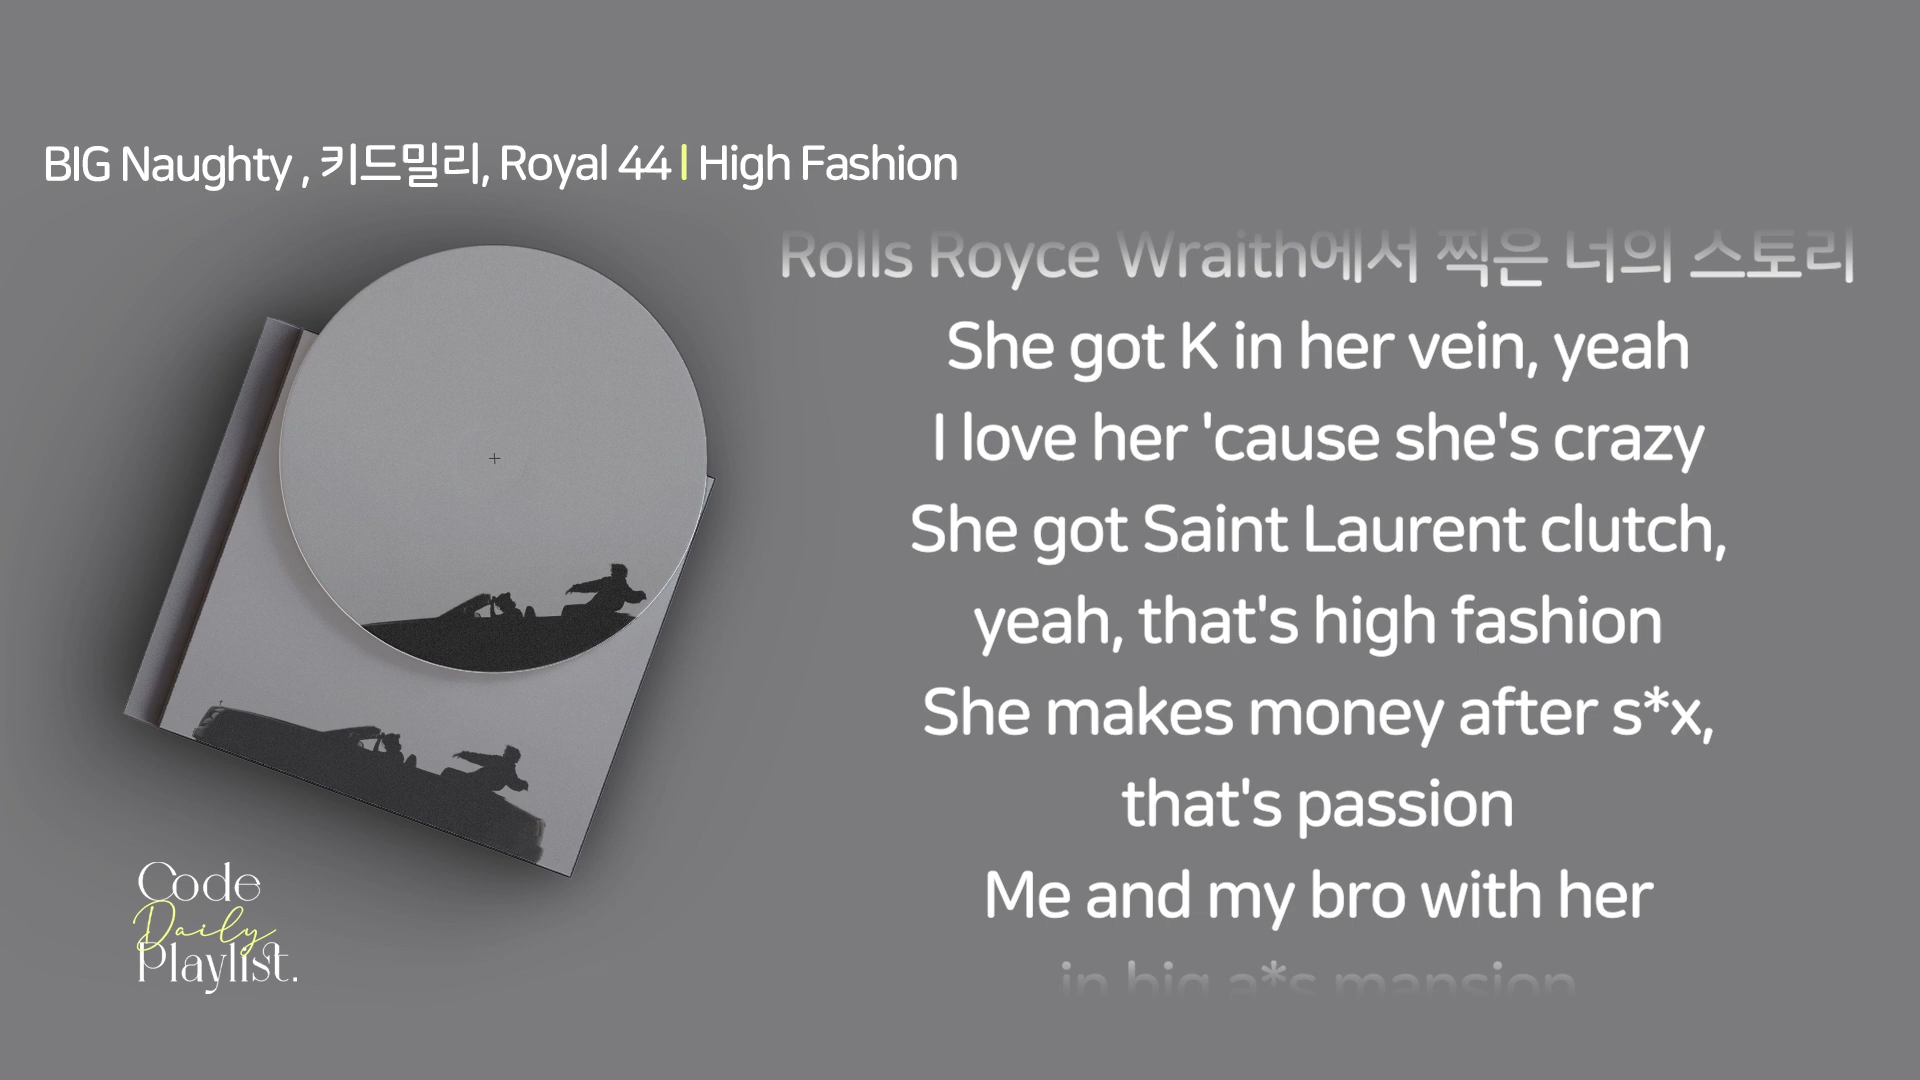 BIG Naughty , 키드밀리, Royal 44 | High Fashion
Rolls Royce Wraith에서 찍은 너의 스토리
She got K in her vein, yeah
I love her 'cause she's crazy
She got Saint Laurent clutch,
yeah, that's high fashion
She makes money after s*x,
that's passion
Me and my bro with her
in big a*s mansion
Code
Daily
Playlist.